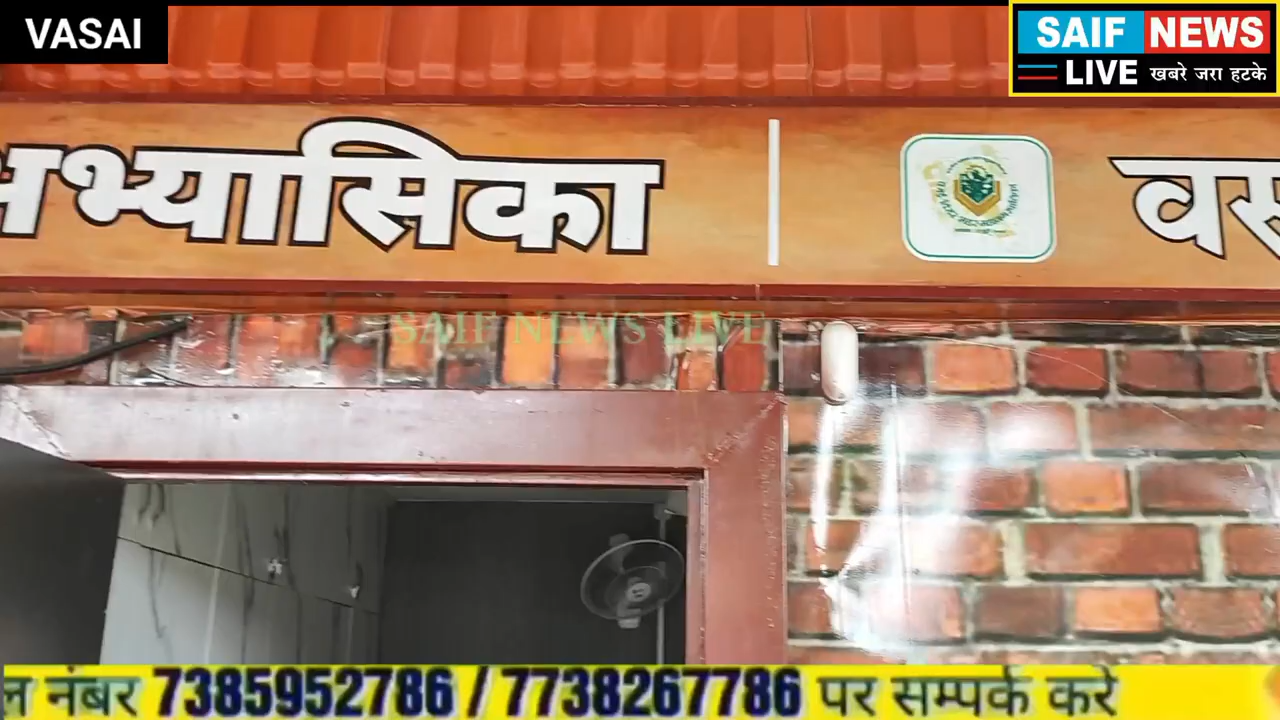 VASAI
SAIF NEWS
LIVE खबरे जरा हटके
भ्यासिका
SAIF NEWS LIVE
नंबर 7385952786 / 7738267786 पर सम्पर्क करे